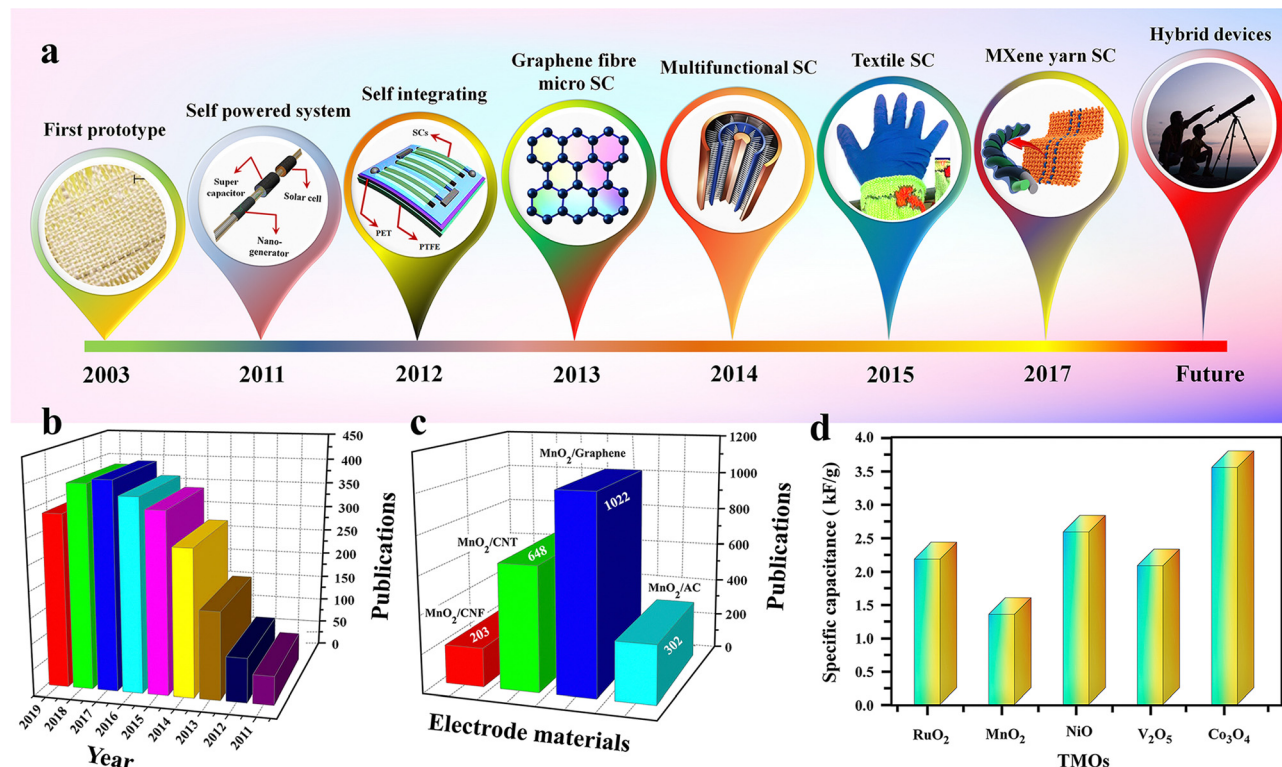 a
First prototype
Self powered system
Super
capacitor
Solar cell
Nano-
generator
Self integrating
SCs
PET
PTFE
Graphene fibre
micro SC
Multifunctional SC
Textile SC
MXene yarn SC
Hybrid devices
2003
2011
2012
2013
2014
2015
2017
Future
b
450
400
350
300
250
200
150
100
50
0
Publications
2019
2018
2017
2016
2015
2014
2013
2012
2011
Year
c
MnO2/CNF
203
MnO2/CNT
648
MnO2/Graphene
1022
MnO2/AC
302
1200
1000
800
600
400
200
0
Publications
Electrode materials
d
Specific capacitance ( kF/g)
4.0
3.5
3.0
2.5
2.0
1.5
1.0
0.5
0.0
RuO2
MnO2
NiO
V2O5
Co3O4
TMOs